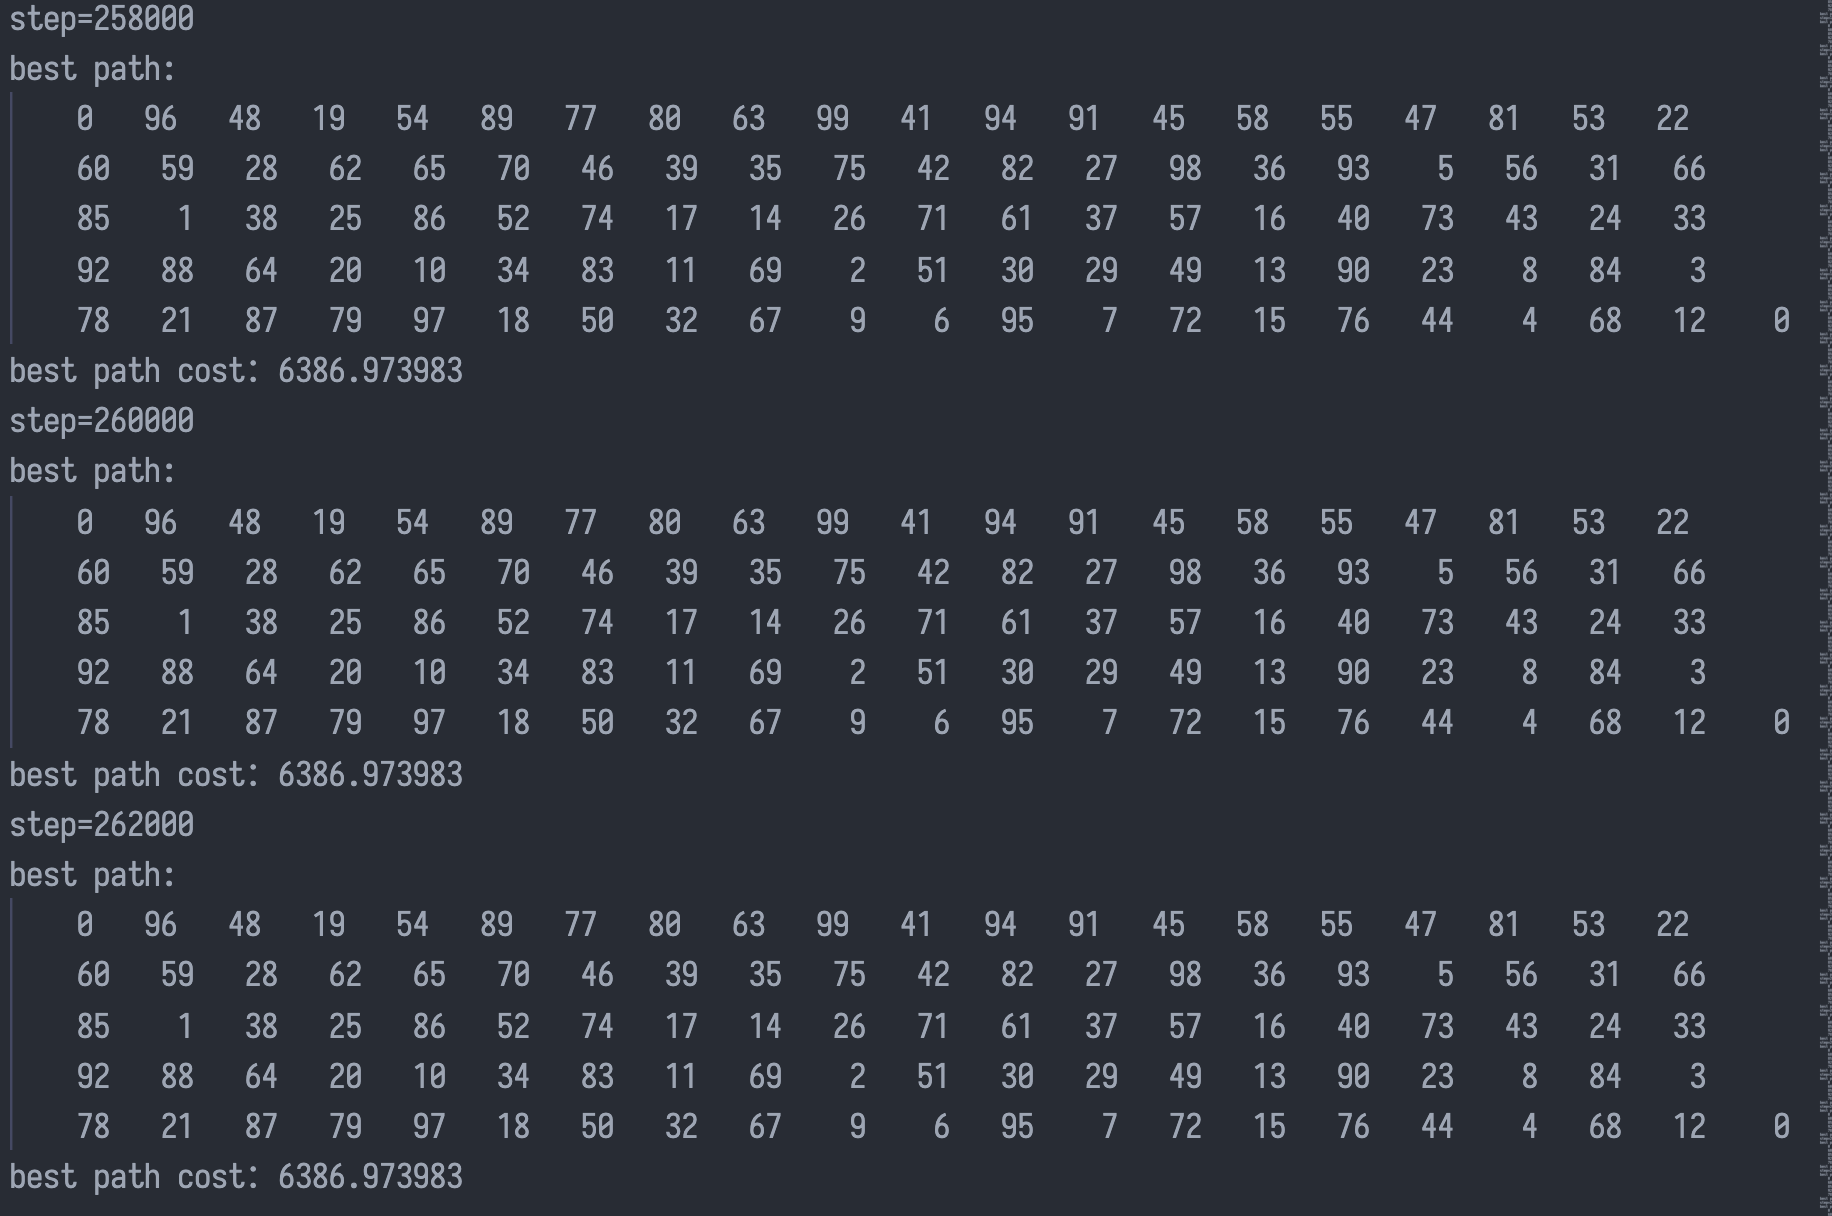 step=258000
best path:
0 96 48 19 54 89 77 80 63 99 41 94 91 45 58 55 47 81 53 22
60 59 28 62 65 70 46 39 35 75 42 82 27 98 36 93 5 56 31 66
85 1 38 25 86 52 74 17 14 26 71 61 37 57 16 40 73 43 24 33
92 88 64 20 10 34 83 11 69 2 51 30 29 49 13 90 23 8 84 3
78 21 87 79 97 18 50 32 67 9 6 95 7 72 15 76 44 4 68 12 0
best path cost: 6386.973983
step=260000
best path:
0 96 48 19 54 89 77 80 63 99 41 94 91 45 58 55 47 81 53 22
60 59 28 62 65 70 46 39 35 75 42 82 27 98 36 93 5 56 31 66
85 1 38 25 86 52 74 17 14 26 71 61 37 57 16 40 73 43 24 33
92 88 64 20 10 34 83 11 69 2 51 30 29 49 13 90 23 8 84 3
78 21 87 79 97 18 50 32 67 9 6 95 7 72 15 76 44 4 68 12 0
best path cost: 6386.973983
step=262000
best path:
0 96 48 19 54 89 77 80 63 99 41 94 91 45 58 55 47 81 53 22
60 59 28 62 65 70 46 39 35 75 42 82 27 98 36 93 5 56 31 66
85 1 38 25 86 52 74 17 14 26 71 61 37 57 16 40 73 43 24 33
92 88 64 20 10 34 83 11 69 2 51 30 29 49 13 90 23 8 84 3
78 21 87 79 97 18 50 32 67 9 6 95 7 72 15 76 44 4 68 12 0
best path cost: 6386.973983